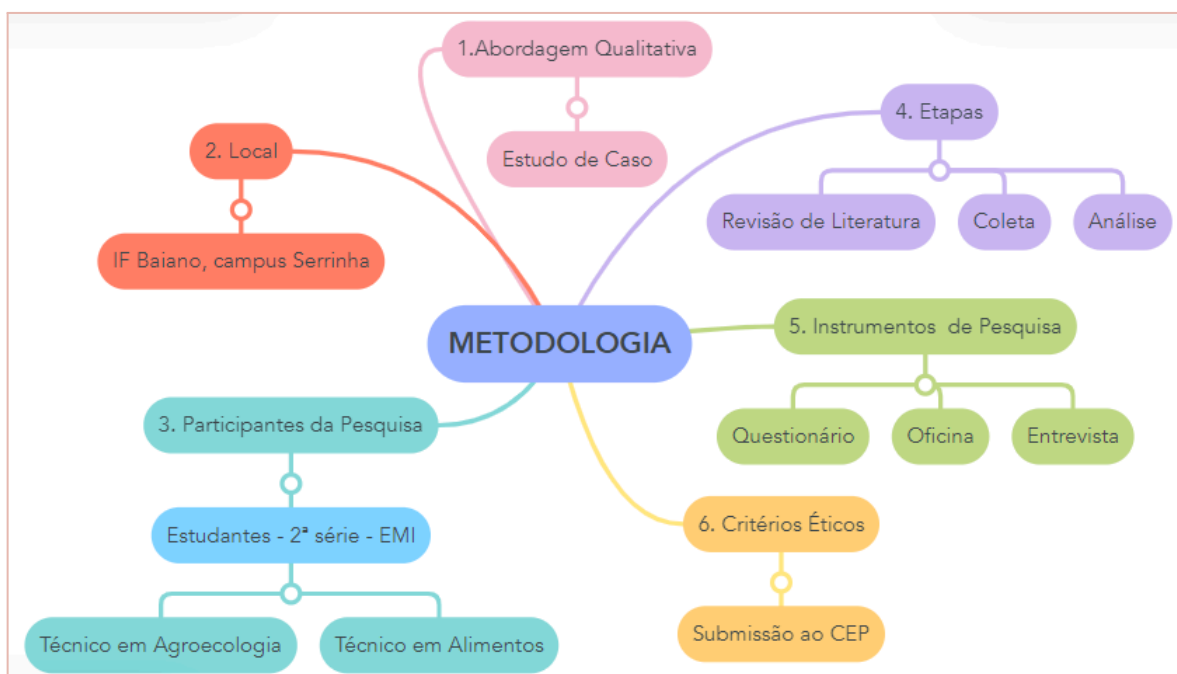 1.Abordagem Qualitativa
Estudo de Caso
2. Local
IF Baiano, campus Serrinha
METODOLOGIA
3. Participantes da Pesquisa
Estudantes - 2ª série - EMI
Técnico em Agroecologia
Técnico em Alimentos
4. Etapas
Revisão de Literatura
Coleta
Análise
5. Instrumentos de Pesquisa
Questionário
Oficina
Entrevista
6. Critérios Éticos
Submissão ao CEP